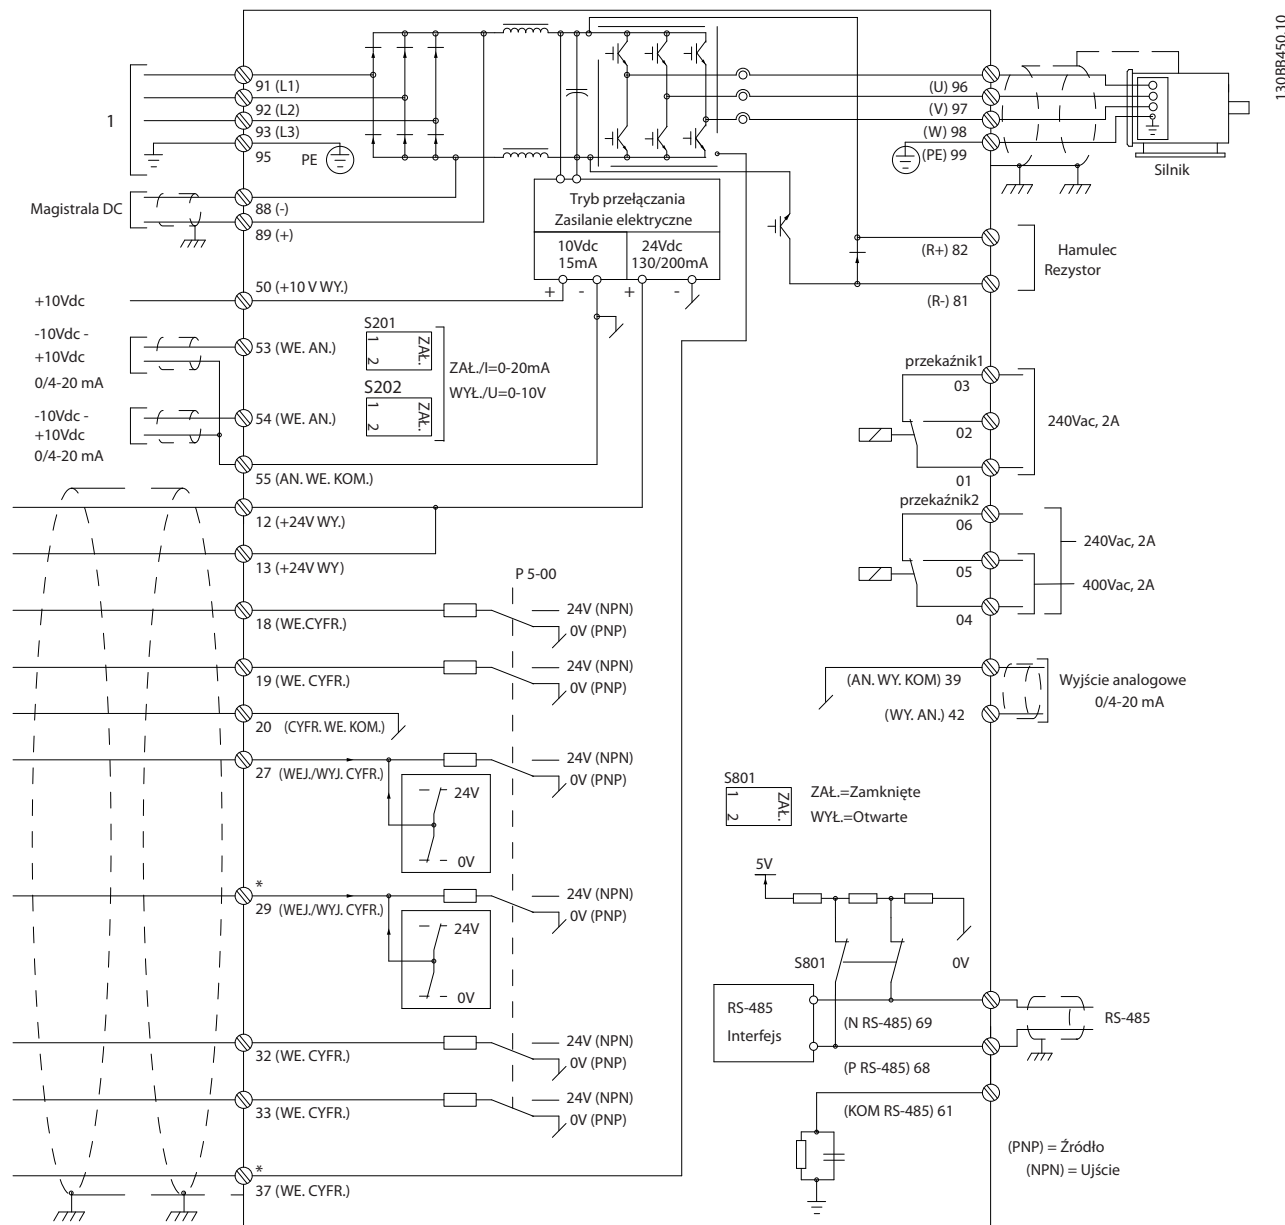 130BB450.10
1
91 (L1)
92 (L2)
93 (L3)
95
PE
(U) 96
(V) 97
(W) 98
(PE) 99
Silnik
Magistrala DC
88 (-)
89 (+)
Tryb przełączania
Zasilanie elektryczne
10Vdc
15mA
24Vdc
130/200mA
+ - + -
(R+) 82
(R-) 81
Hamulec
Rezystor
+10Vdc
50 (+10 V WY.)
-10Vdc -
+10Vdc
0/4-20 mA
53 (WE. AN.)
S201
1
2
ZAŁ.
S202
1
2
ZAŁ.
ZAŁ./I=0-20mA
WYŁ./U=0-10V
-10Vdc -
+10Vdc
0/4-20 mA
54 (WE. AN.)
55 (AN. WE. KOM.)
przekaźnik1
03
02
01
240Vac, 2A
przekaźnik2
06
05
04
240Vac, 2A
400Vac, 2A
12 (+24V WY.)
13 (+24V WY)
P 5-00
18 (WE.CYFR.)
24V (NPN)
0V (PNP)
19 (WE. CYFR.)
24V (NPN)
0V (PNP)
20 (CYFR. WE. KOM.)
27 (WEJ./WYJ. CYFR.)
24V (NPN)
0V (PNP)
24V
0V
*
29 (WEJ./WYJ. CYFR.)
24V (NPN)
0V (PNP)
24V
0V
32 (WE. CYFR.)
24V (NPN)
0V (PNP)
33 (WE. CYFR.)
24V (NPN)
0V (PNP)
*
37 (WE. CYFR.)
(AN. WY. KOM) 39
(WY. AN.) 42
Wyjście analogowe
0/4-20 mA
S801
1
2
ZAŁ.
ZAŁ.=Zamknięte
WYŁ.=Otwarte
5V
S801
0V
RS-485
Interfejs
(N RS-485) 69
(P RS-485) 68
RS-485
(KOM RS-485) 61
(PNP) = Źródło
(NPN) = Ujście